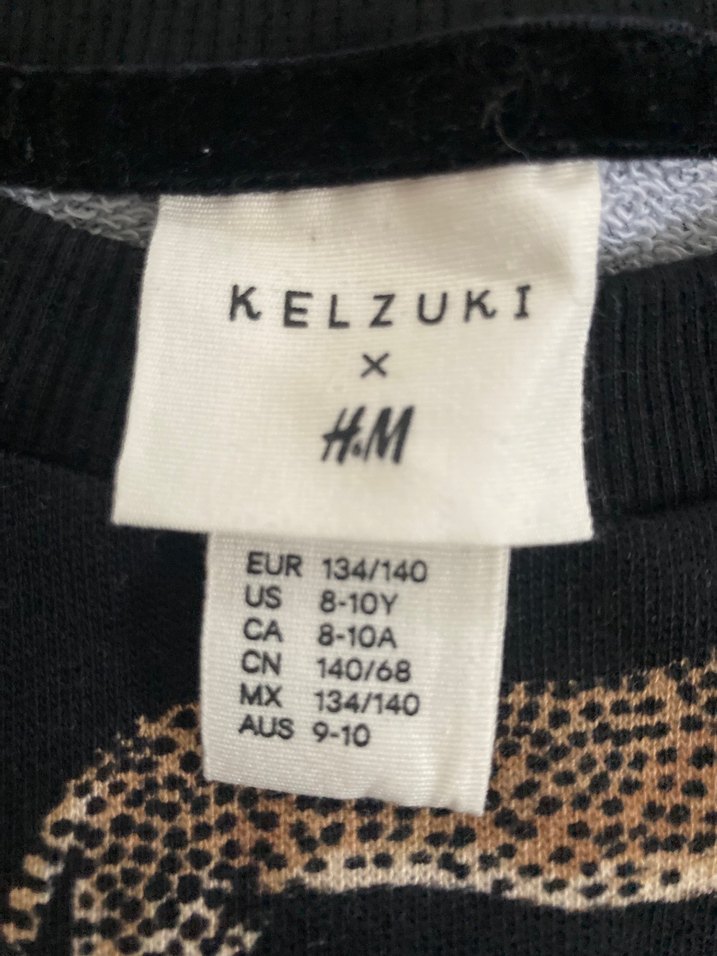 KELZUKI
×
H&M
EUR 134/140
US 8-10Y
CA 8-10A
CN 140/68
MX 134/140
AUS 9-10